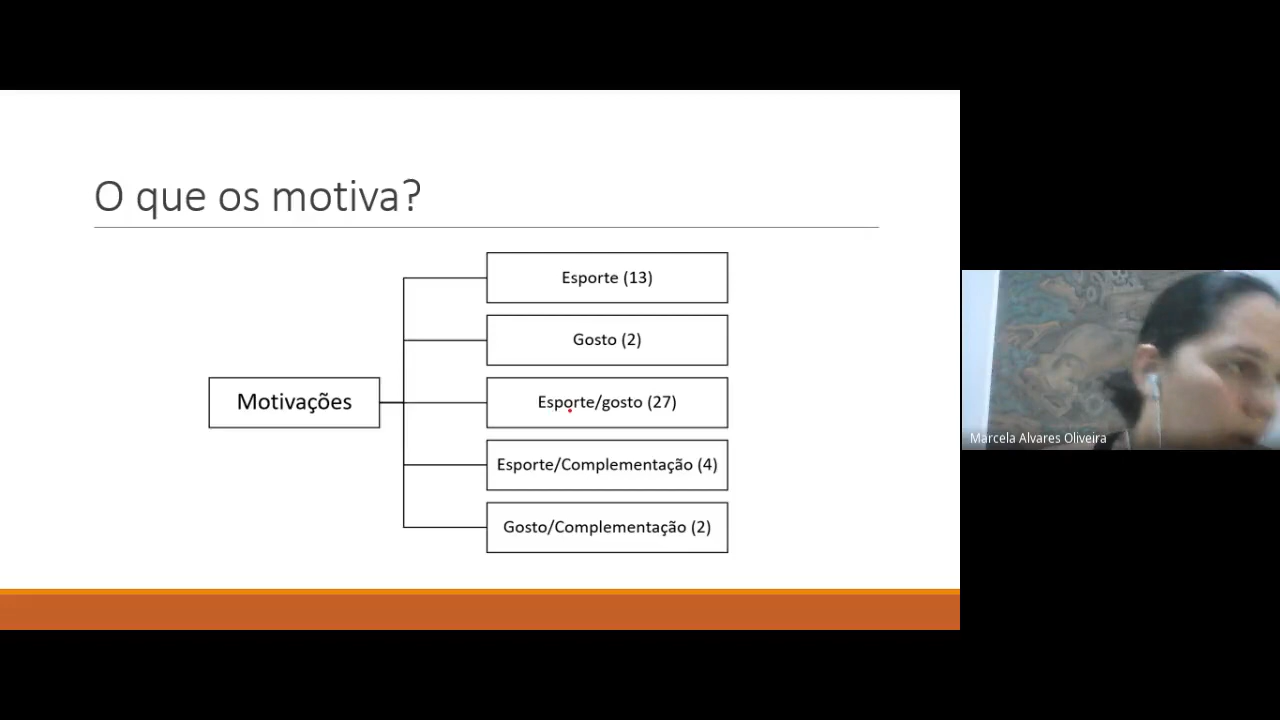 O que os motiva?
Motivações
Esporte (13)
Gosto (2)
Esporte/gosto (27)
Esporte/Complementação (4)
Gosto/Complementação (2)
Marcela Alvares Oliveira